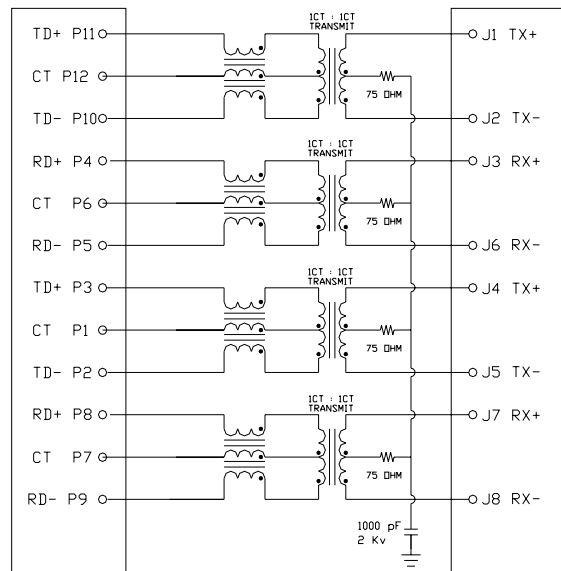 1CT : 1CT
TRANSMIT
TD+ P11
J1 TX+
CT P12
75 OHM
TD- P10
J2 TX-
1CT : 1CT
TRANSMIT
RD+ P4
J3 RX+
CT P6
75 OHM
RD- P5
J6 RX-
1CT : 1CT
TRANSMIT
TD+ P3
J4 TX+
CT P1
75 OHM
TD- P2
J5 TX-
1CT : 1CT
TRANSMIT
RD+ P8
J7 RX+
CT P7
75 OHM
RD- P9
J8 RX-
1000 pF
2 Kv